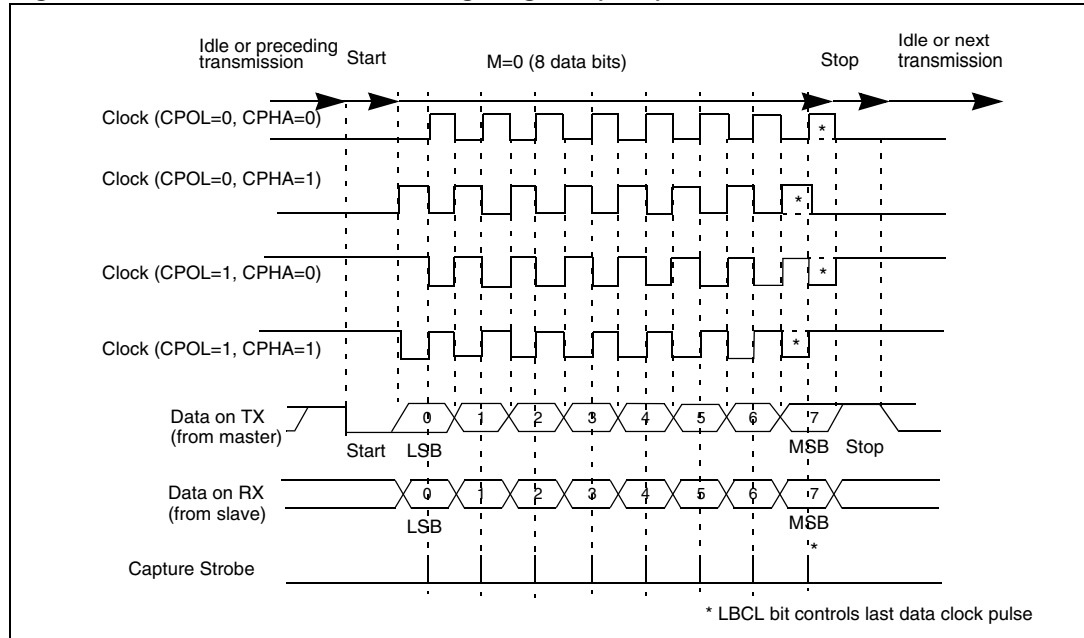 Idle or preceding
transmission
Start
M=0 (8 data bits)
Stop
Idle or next
transmission
Clock (CPOL=0, CPHA=0)
*
Clock (CPOL=0, CPHA=1)
*
Clock (CPOL=1, CPHA=0)
*
Clock (CPOL=1, CPHA=1)
*
Data on TX
(from master)
0 1 2 3 4 5 6 7
Start LSB MSB Stop
Data on RX
(from slave)
0 1 2 3 4 5 6 7
LSB MSB
*
Capture Strobe
* LBCL bit controls last data clock pulse